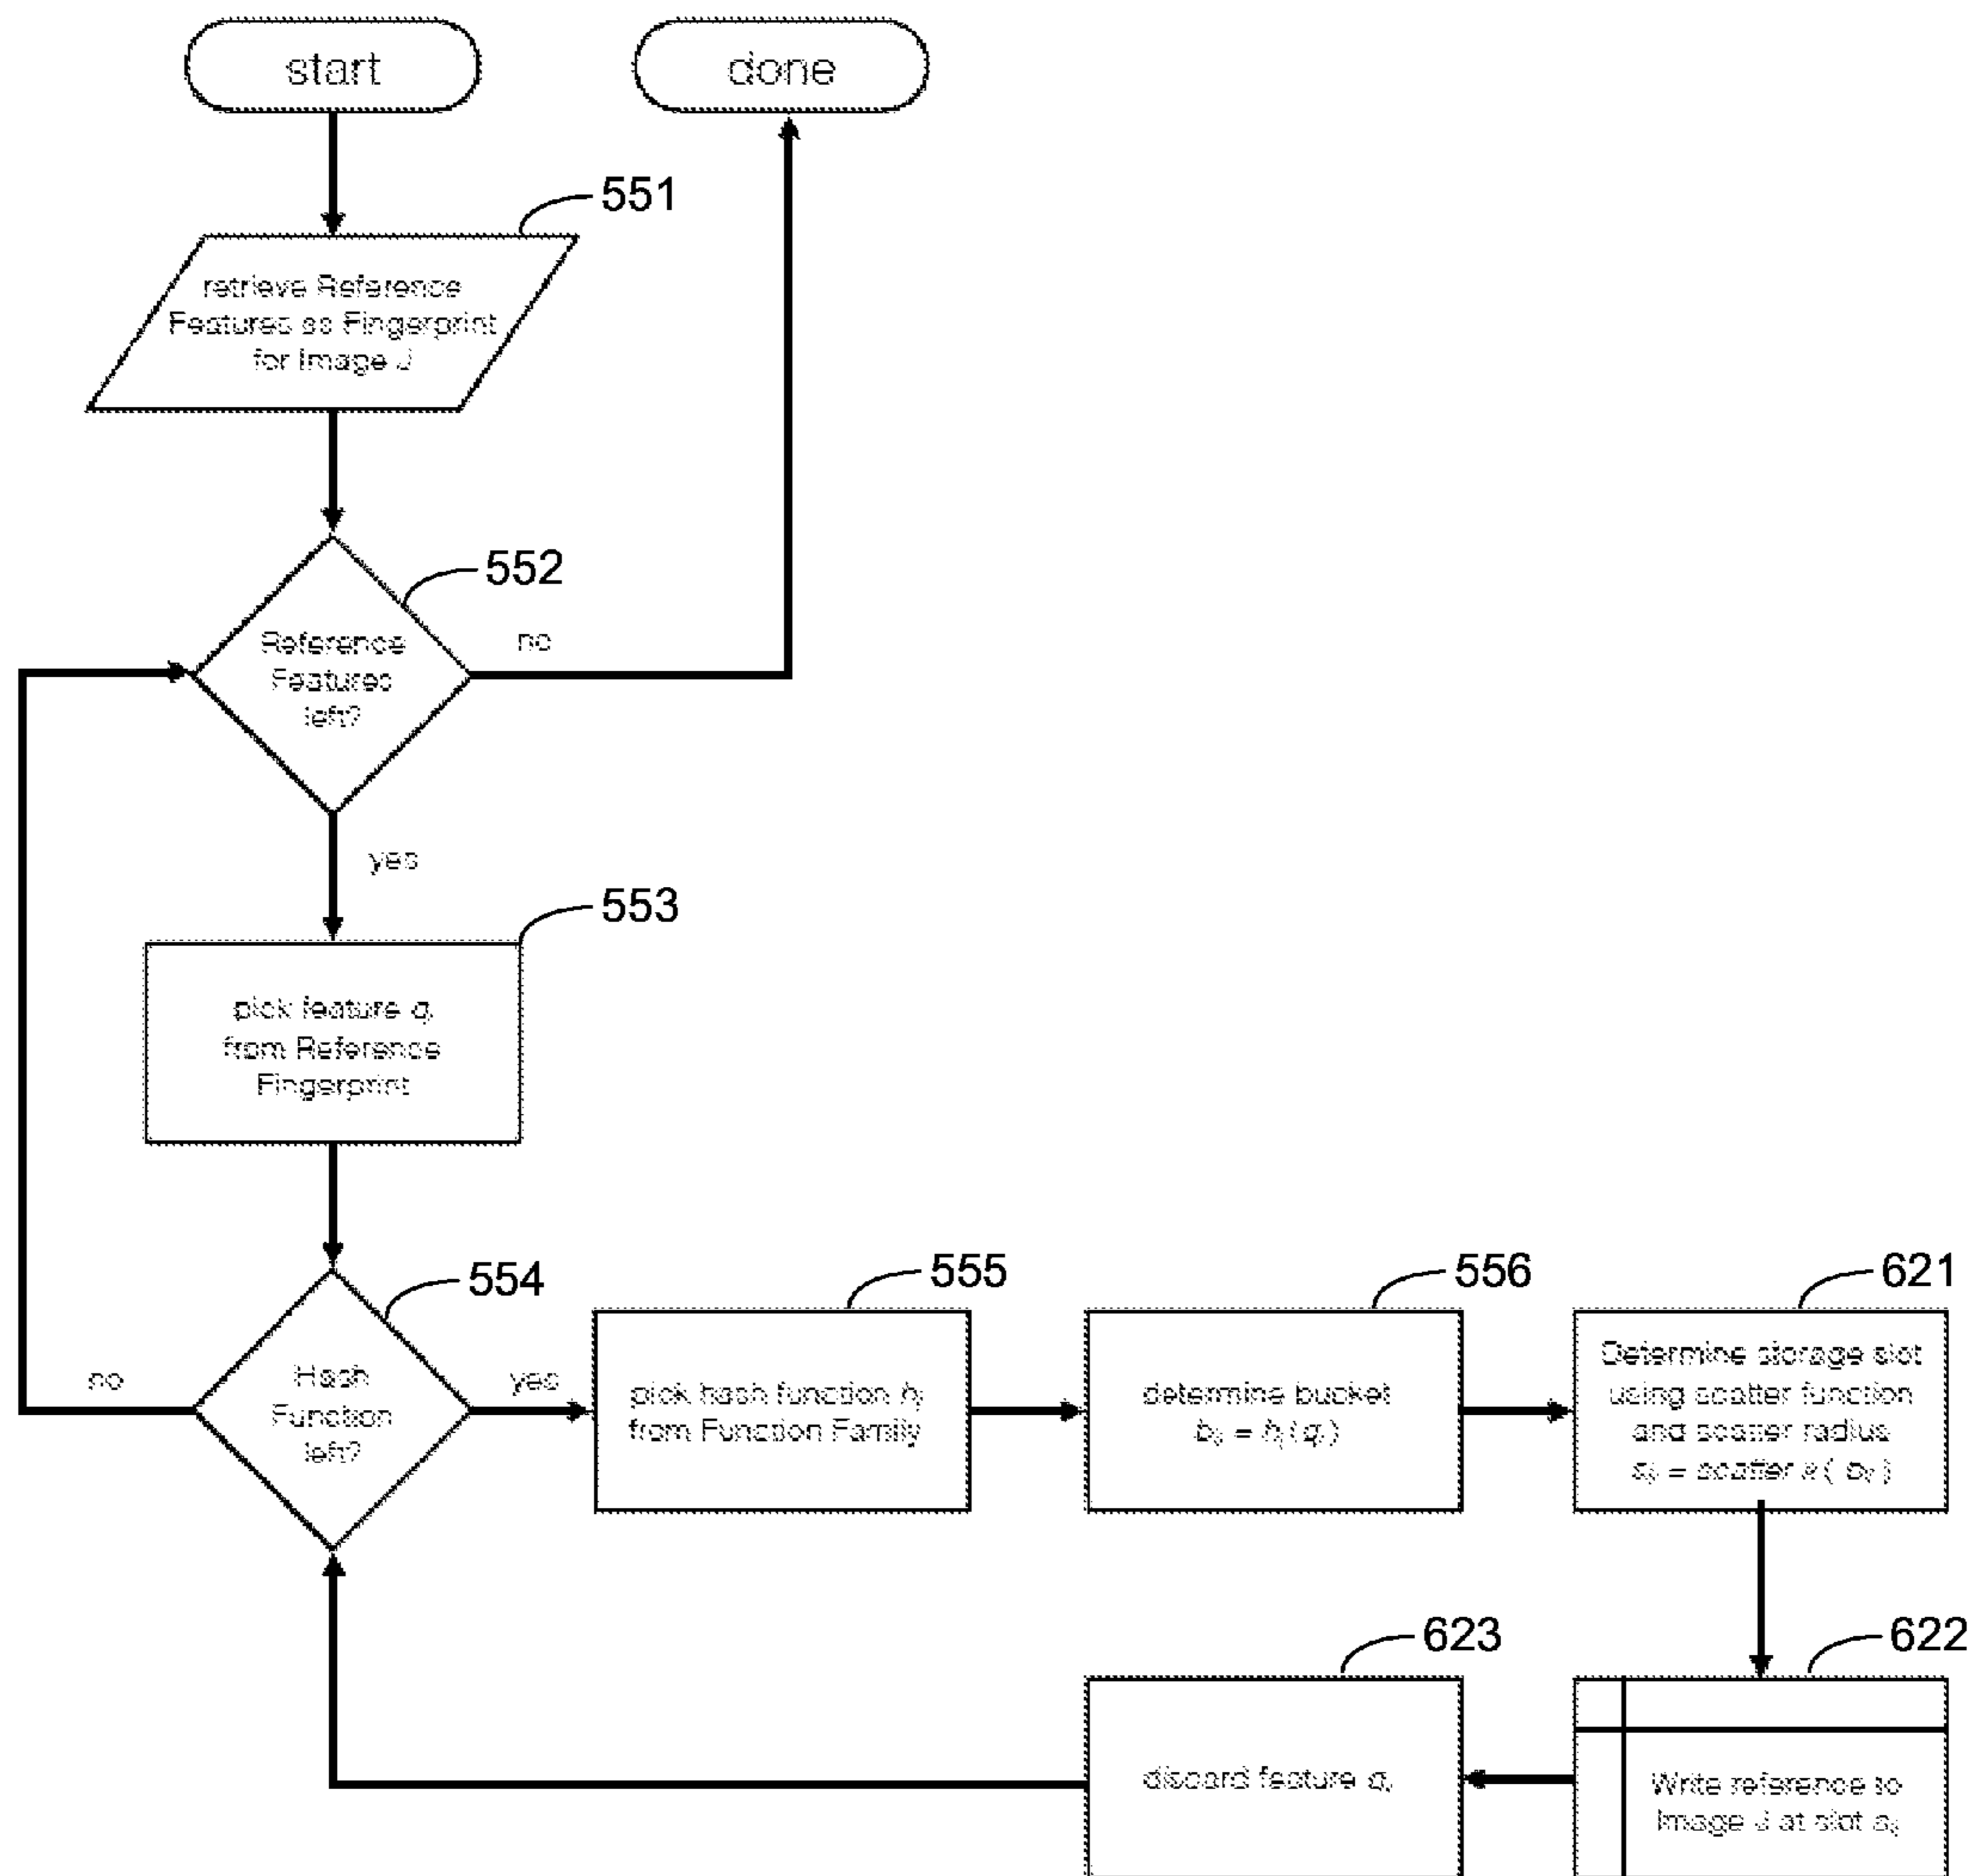 start
done
551
retrieve Reference
Features as Fingerprint
for Image J
552
Reference
Features
left?
no
yes
553
pick feature qᵢ
from Reference
Fingerprint
554
Hash
Function
left?
no
yes
555
pick hash function hⱼ
from Function Family
556
determine bucket
bᵢⱼ = hⱼ(qᵢ)
621
Determine storage slot
using scatter function
and scatter radius
622
Write reference to
Image J at slot sᵢⱼ
623
discard feature qᵢ